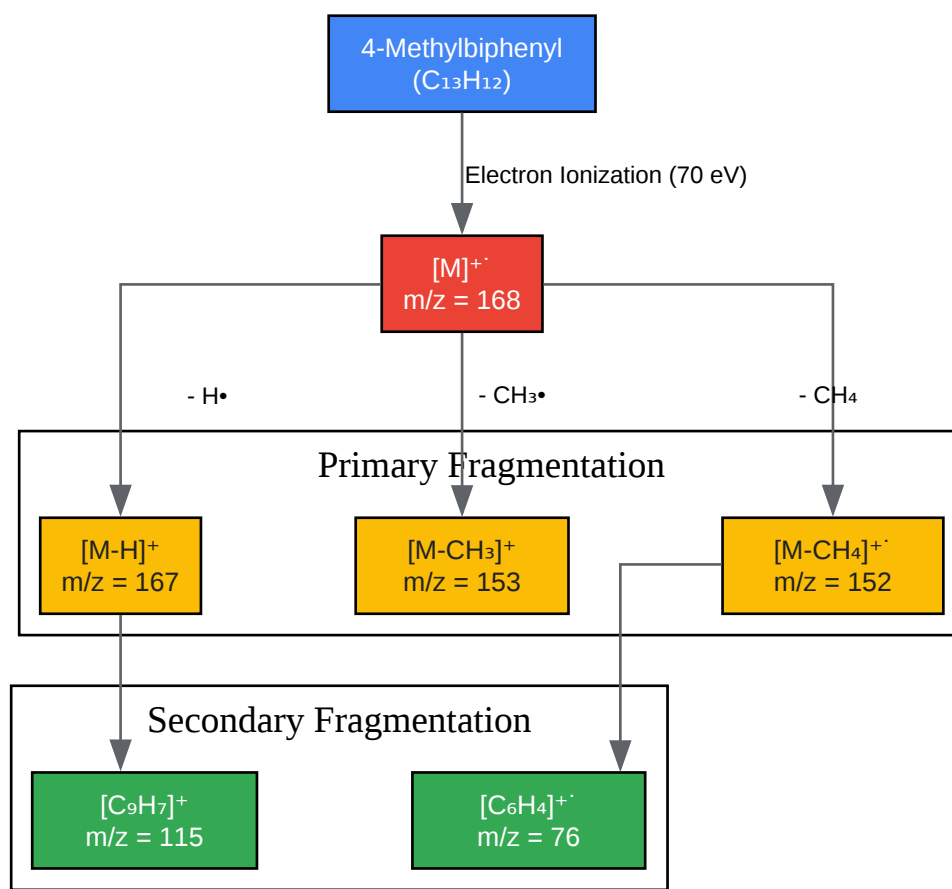 4-Methylbiphenyl
(C₁₃H₁₂)
Electron Ionization (70 eV)
[M]⁺˙
m/z = 168
- H•
- CH₃•
- CH₄
Primary Fragmentation
[M-H]⁺
m/z = 167
[M-CH₃]⁺
m/z = 153
[M-CH₄]⁺˙
m/z = 152
Secondary Fragmentation
[C₉H₇]⁺
m/z = 115
[C₆H₄]⁺˙
m/z = 76